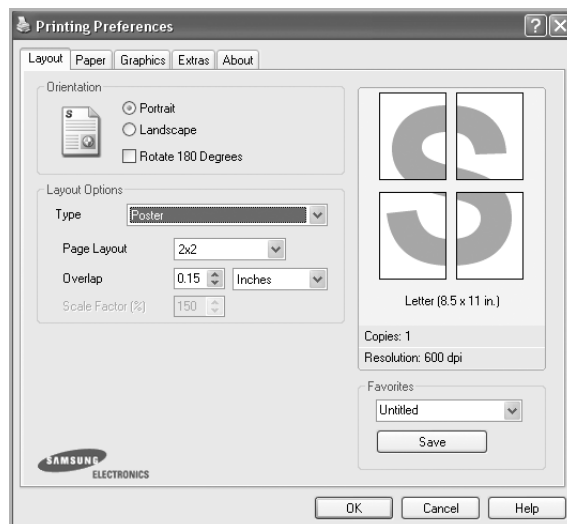 Printing Preferences
Layout Paper Graphics Extras About
Orientation
S
Portrait
Landscape
Rotate 180 Degrees
Layout Options
Type Poster
Page Layout 2x2
Overlap 0.15 Inches
Scale Factor (%) 150
S
Letter (8.5 x 11 in.)
Copies: 1
Resolution: 600 dpi
Favorites
Untitled
Save
SAMSUNG
ELECTRONICS
OK Cancel Help